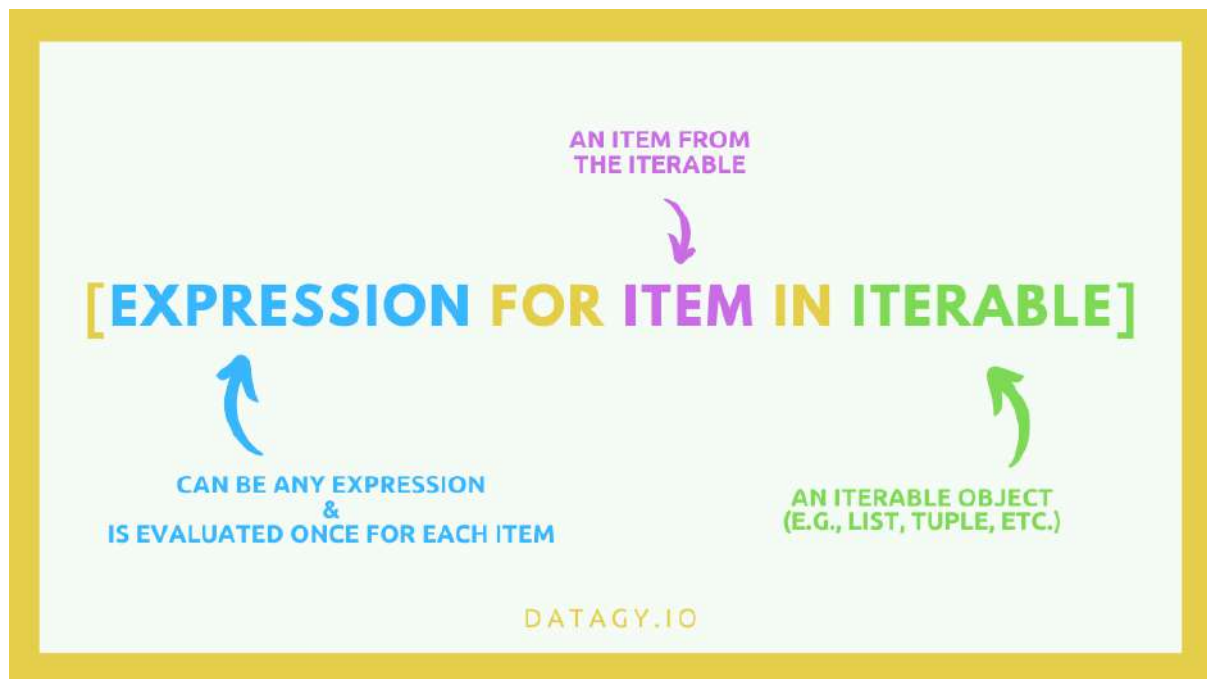 AN ITEM FROM
THE ITERABLE
[EXPRESSION FOR ITEM IN ITERABLE]
CAN BE ANY EXPRESSION
&
IS EVALUATED ONCE FOR EACH ITEM
AN ITERABLE OBJECT
(E.G., LIST, TUPLE, ETC.)
DATAGY.IO